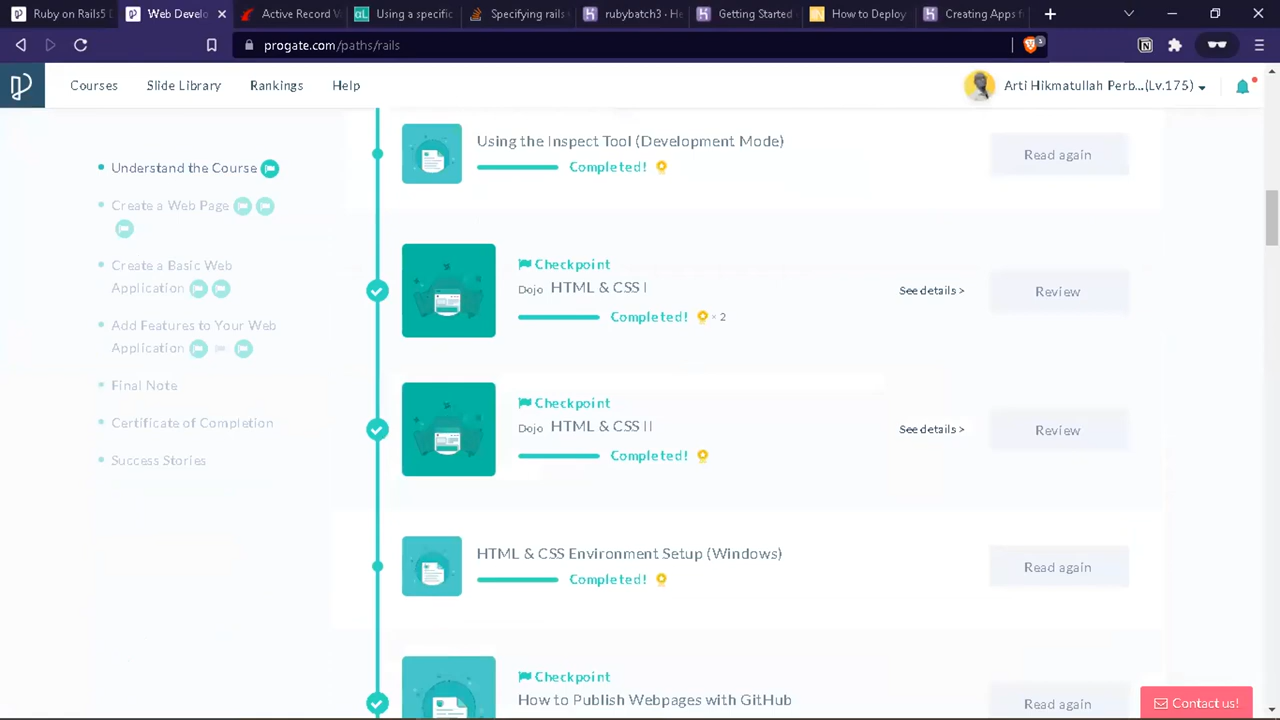 Ruby on Rails5
Web Develo
Active Record V
Using a specific
Specifying rails
rubybatch3 - He
Getting Started
How to Deploy
Creating Apps f
progate.com/paths/rails
3
Courses
Slide Library
Rankings
Help
Arti Hikmatullah Perb...(Lv.175)
Understand the Course
Create a Web Page
Create a Basic Web
Application
Add Features to Your Web
Application
Final Note
Certificate of Completion
Success Stories
Using the Inspect Tool (Development Mode)
Completed!
Read again
Checkpoint
Dojo HTML & CSS I
Completed! × 2
See details >
Review
Checkpoint
Dojo HTML & CSS II
Completed!
See details >
Review
HTML & CSS Environment Setup (Windows)
Completed!
Read again
Checkpoint
How to Publish Webpages with GitHub
Read again
Contact us!